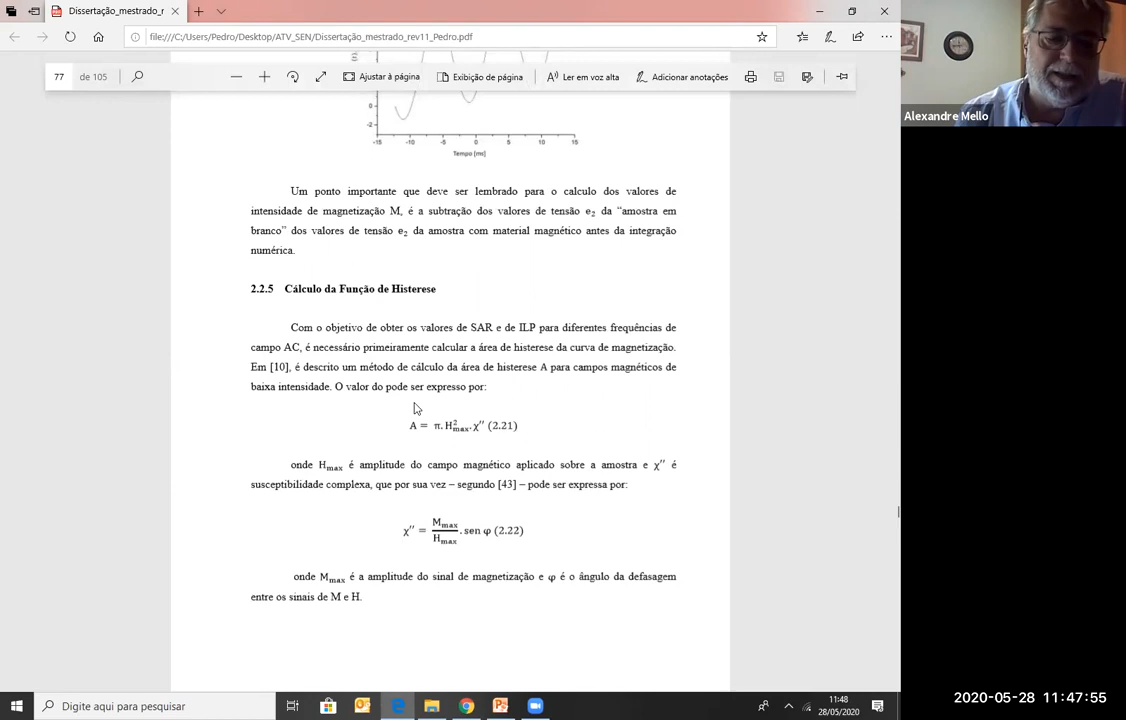 Dissertação_mestrado_r
file:///C:/Users/Pedro/Desktop/ATV_SEN/Dissertação_mestrado_rev11_Pedro.pdf
77 de 105
Ajustar à página
Exibição de página
Ler em voz alta
Adicionar anotações
Alexandre Mello
0
-2
-15 -10 -5 0 5 10 15
Tempo [ms]
Um ponto importante que deve ser lembrado para o calculo dos valores de
intensidade de magnetização M, é a subtração dos valores de tensão e₂ da “amostra em
branco” dos valores de tensão e₂ da amostra com material magnético antes da integração
numérica.
2.2.5 Cálculo da Função de Histerese
Com o objetivo de obter os valores de SAR e de ILP para diferentes frequências de
campo AC, é necessário primeiramente calcular a área de histerese da curva de magnetização.
Em [10], é descrito um método de cálculo da área de histerese A para campos magnéticos de
baixa intensidade. O valor do pode ser expresso por:
A = π. H²max. χ′′ (2.21)
onde Hmax é amplitude do campo magnético aplicado sobre a amostra e χ′′ é
susceptibilidade complexa, que por sua vez – segundo [43] – pode ser expressa por:
χ′′ = Mmax/Hmax . sen φ (2.22)
onde Mmax é a amplitude do sinal de magnetização e φ é o ângulo da defasagem
entre os sinais de M e H.
2020-05-28 11:47:55
Digite aqui para pesquisar
11:48
28/05/2020